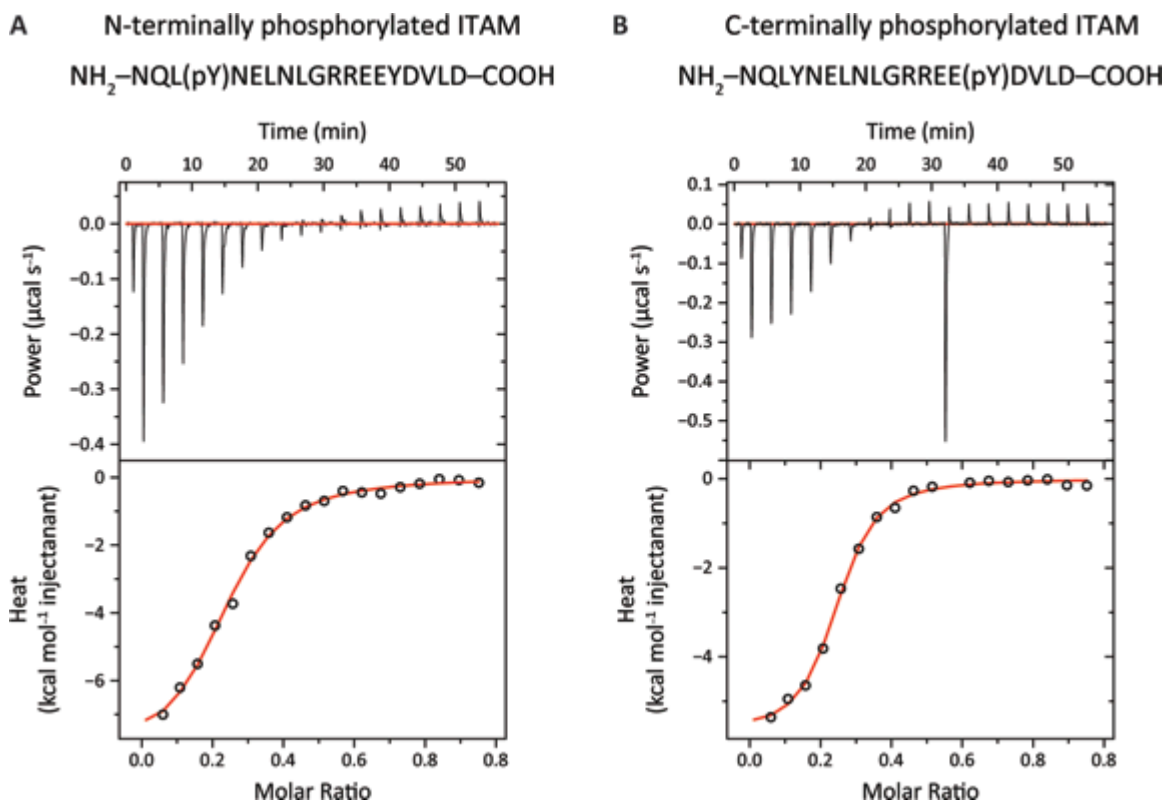 A N-terminally phosphorylated ITAM
NH2–NQL(pY)NELNLGRREEYDVLD–COOH
Time (min)
0 10 20 30 40 50
0.0
−0.1
−0.2
−0.3
−0.4
Power (µcal s⁻¹)
0
−2
−4
−6
Heat
(kcal mol⁻¹ injectanant)
0.0 0.2 0.4 0.6 0.8
Molar Ratio
B C-terminally phosphorylated ITAM
NH2–NQLYNELNLGRREE(pY)DVLD–COOH
Time (min)
0 10 20 30 40 50
0.1
0.0
−0.1
−0.2
−0.3
−0.4
−0.5
Power (µcal s⁻¹)
0
−2
−4
Heat
(kcal mol⁻¹ injectanant)
0.0 0.2 0.4 0.6 0.8
Molar Ratio